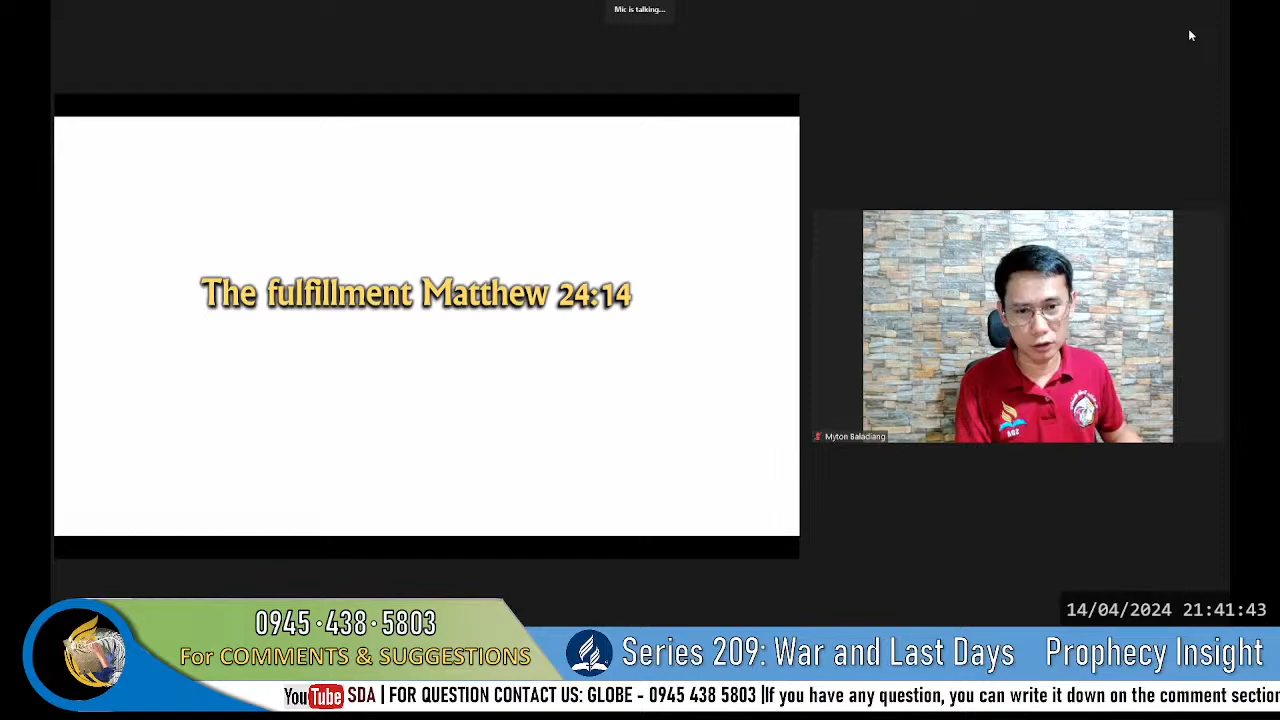 Mic is talking...
The fulfillment Matthew 24:14
Myton Baladiang
14/04/2024 21:41:43
0945·438·5803
For COMMENTS & SUGGESTIONS
Series 209: War and Last Days Prophecy Insight
YouTube SDA | FOR QUESTION CONTACT US: GLOBE - 0945 438 5803 |If you have any question, you can write it down on the comment section